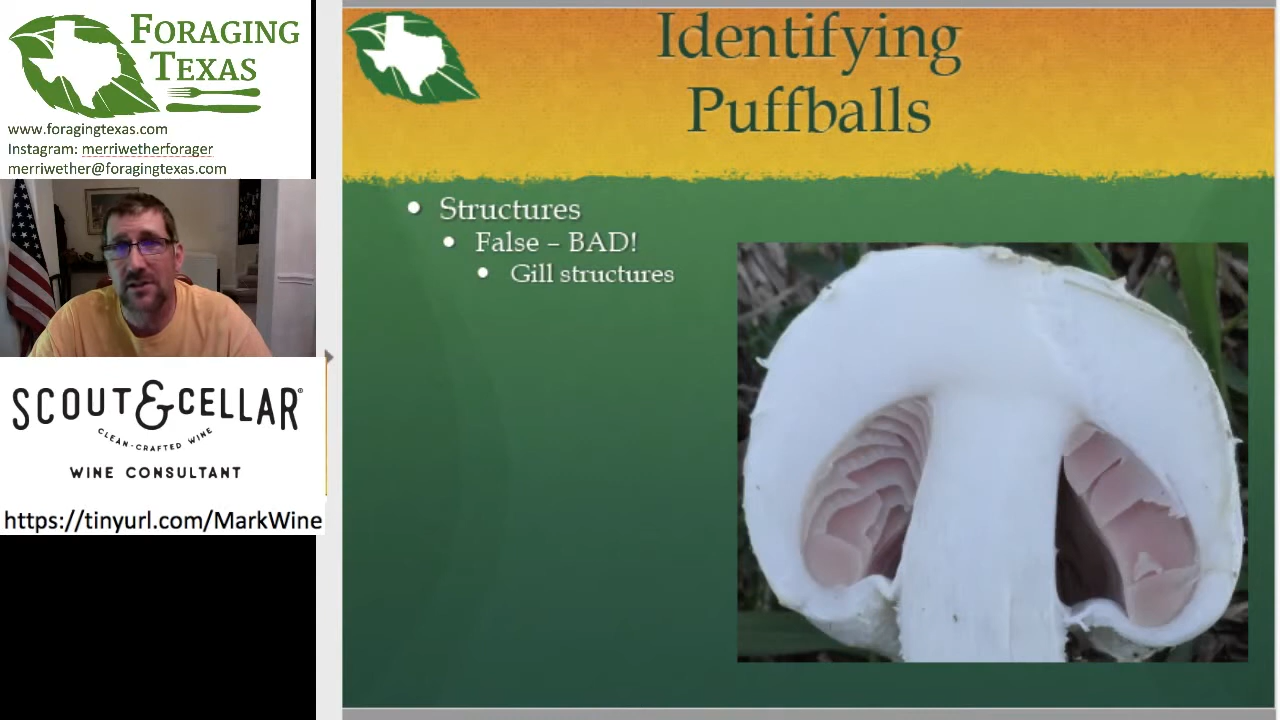 FORAGING
TEXAS
www.foragingtexas.com
Instagram: merriwetherforager
merriwether@foragingtexas.com
SCOUT&CELLAR®
CLEAN-CRAFTED WINE
WINE CONSULTANT
https://tinyurl.com/MarkWine
Identifying
Puffballs
• Structures
• False – BAD!
• Gill structures